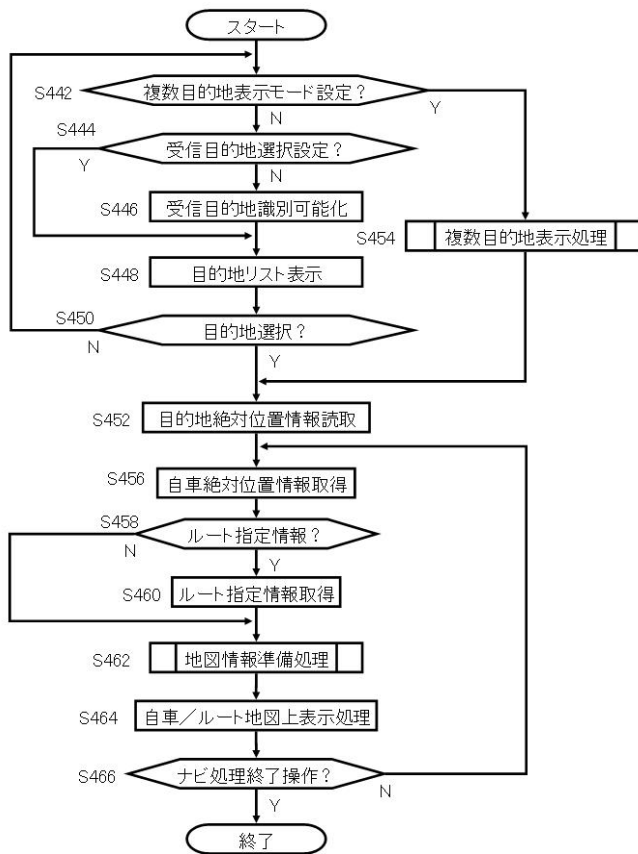 スタート
S442
複数目的地表示モード設定？
Y
N
S444
受信目的地選択設定？
Y
N
S446
受信目的地識別可能化
S454
複数目的地表示処理
S448
目的地リスト表示
S450
目的地選択？
N
Y
S452
目的地絶対位置情報読取
S456
自車絶対位置情報取得
S458
ルート指定情報？
N
Y
S460
ルート指定情報取得
S462
地図情報準備処理
S464
自車／ルート地図上表示処理
S466
ナビ処理終了操作？
N
Y
終了